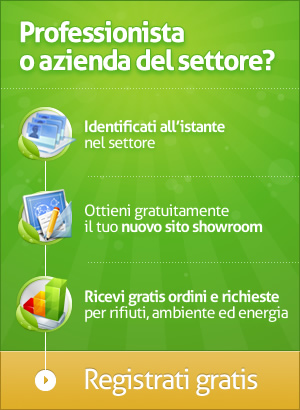 Professionista
o azienda del settore?
Identificati all'istante
nel settore
Ottieni gratuitamente
il tuo nuovo sito showroom
Ricevi gratis ordini e richieste
per rifiuti, ambiente ed energia
Registrati gratis